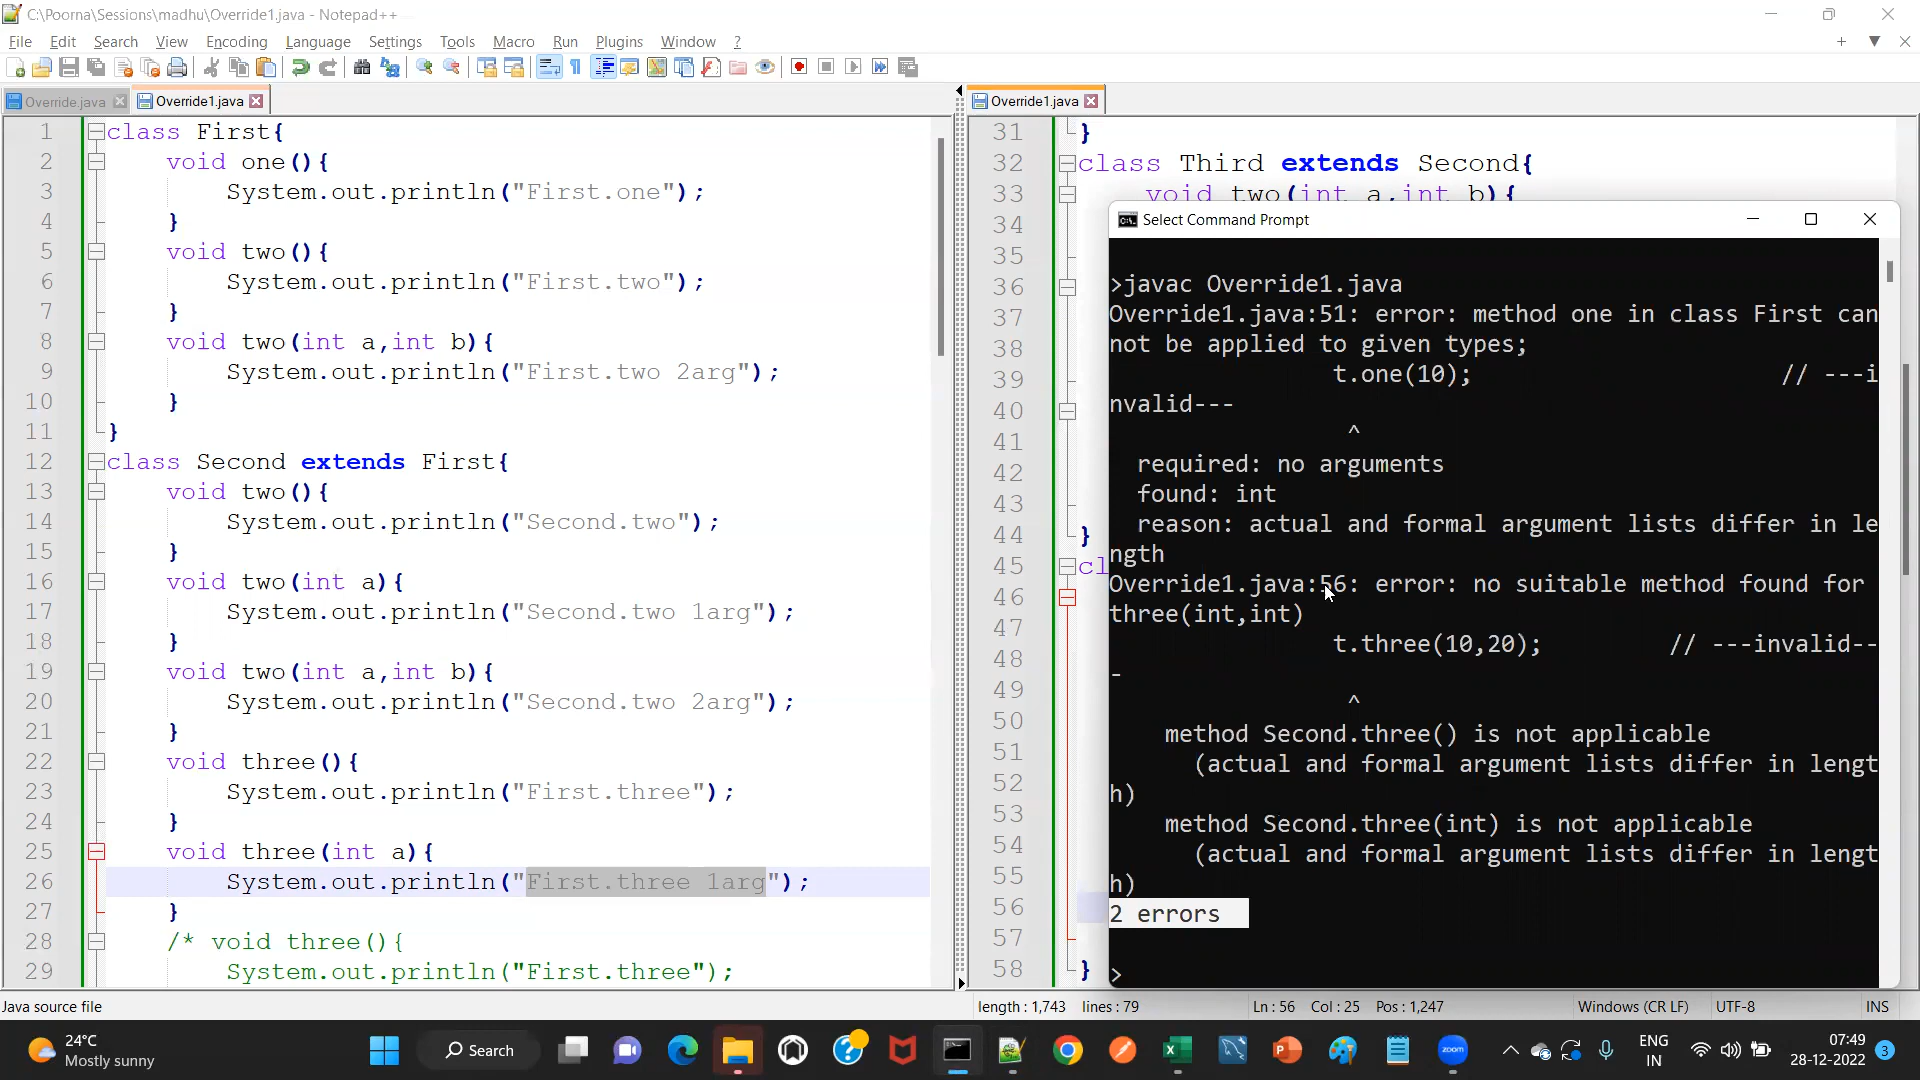 C:\Poorna\Sessions\madhu\Override1.java - Notepad++
File Edit Search View Encoding Language Settings Tools Macro Run Plugins Window ?
Override.java Override1.java
1 class First{
2 void one(){
3 System.out.println("First.one");
4 }
5 void two(){
6 System.out.println("First.two");
7 }
8 void two(int a,int b){
9 System.out.println("First.two 2arg");
10 }
11 }
12 class Second extends First{
13 void two(){
14 System.out.println("Second.two");
15 }
16 void two(int a){
17 System.out.println("Second.two 1arg");
18 }
19 void two(int a,int b){
20 System.out.println("Second.two 2arg");
21 }
22 void three(){
23 System.out.println("First.three");
24 }
25 void three(int a){
26 System.out.println("First.three 1arg");
27 }
28 /* void three(){
29 System.out.println("First.three");
Override1.java
31 }
32 class Third extends Second{
33 void two(int a,int b){
34
35
36
37
38
39
40
41
42
43
44 }
45 cl
46
47
48
49
50
51
52
53
54
55
56
57
58 }
Select Command Prompt
>javac Override1.java
Override1.java:51: error: method one in class First can
not be applied to given types;
t.one(10); // ---i
nvalid---
^
required: no arguments
found: int
reason: actual and formal argument lists differ in le
ngth
Override1.java:56: error: no suitable method found for
three(int,int)
t.three(10,20); // ---invalid--
-
^
method Second.three() is not applicable
(actual and formal argument lists differ in lengt
h)
method Second.three(int) is not applicable
(actual and formal argument lists differ in lengt
h)
2 errors
>
Java source file length : 1,743 lines : 79 Ln : 56 Col : 25 Pos : 1,247 Windows (CR LF) UTF-8 INS
24°C
Mostly sunny
Search
zoom
ENG
IN
07:49
28-12-2022
3